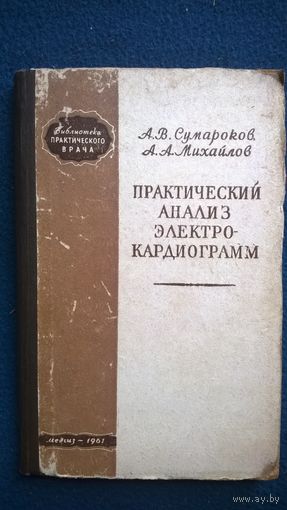 Библиотека
ПРАКТИЧЕСКОГО
ВРАЧА
А.В. Сумароков
А.А. Михайлов
ПРАКТИЧЕСКИЙ
АНАЛИЗ
ЭЛЕКТРО-
КАРДИОГРАММ
медгиз – 1961
www.ay.by